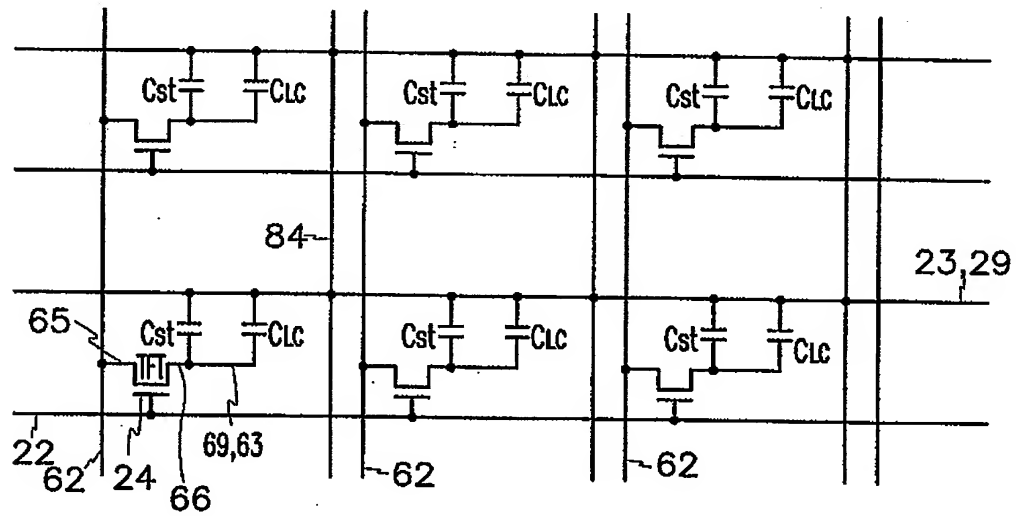 Cst CLC Cst CLC Cst CLC
84
23,29
65 Cst CLC Cst CLC Cst CLC
TFT
22 62 24 69,63 66 62 62